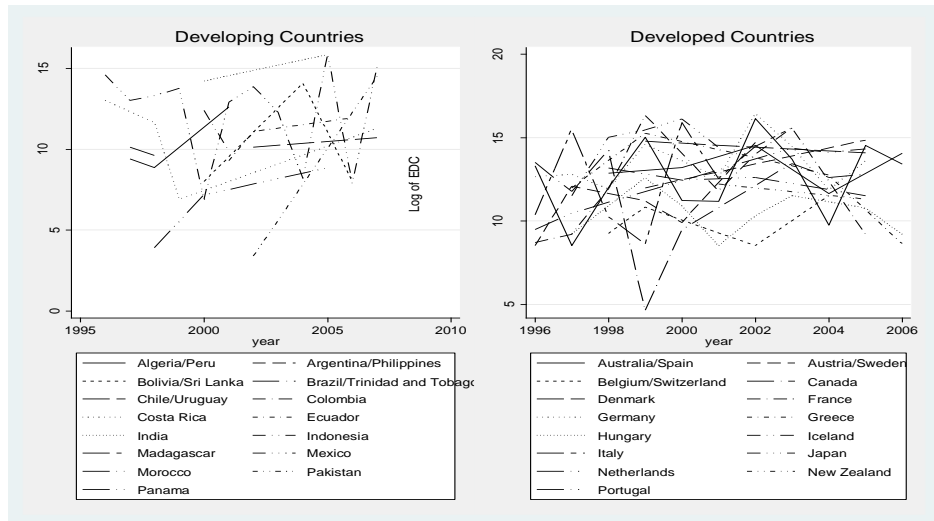 Developing Countries
15
10
5
0
1995
2000
2005
2010
year
Log of EDC
Algeria/Peru
Argentina/Philippines
Bolivia/Sri Lanka
Brazil/Trinidad and Tobago
Chile/Uruguay
Colombia
Costa Rica
Ecuador
India
Indonesia
Madagascar
Mexico
Morocco
Pakistan
Panama
Developed Countries
20
15
10
5
1996
1998
2000
2002
2004
2006
year
Australia/Spain
Austria/Sweden
Belgium/Switzerland
Canada
Denmark
France
Germany
Greece
Hungary
Iceland
Italy
Japan
Netherlands
New Zealand
Portugal